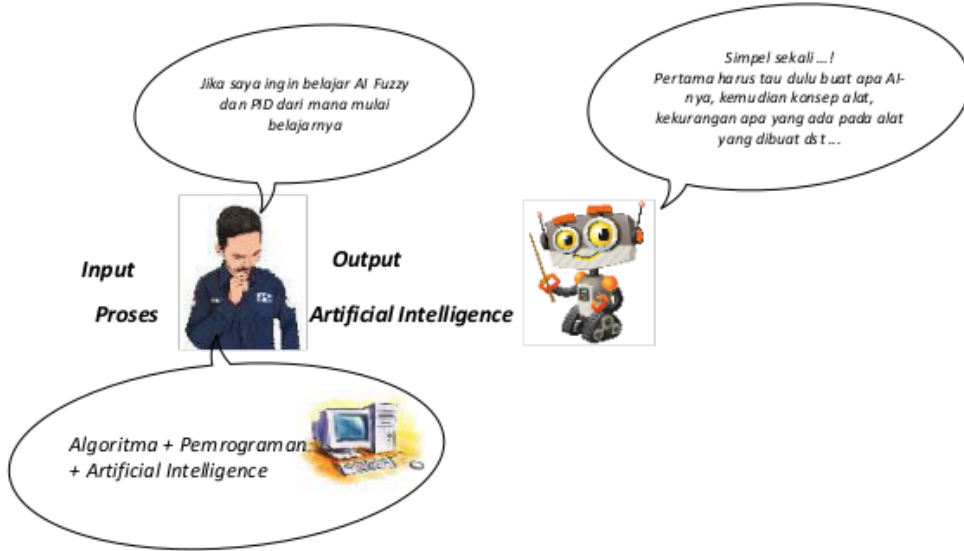 Jika saya ingin belajar AI Fuzzy
dan PID dari mana mulai
belajarnya
Simpel sekali...!
Pertama harus tau dulu buat apa AI-
nya, kemudian konsep alat,
kekurangan apa yang ada pada alat
yang dibuat dst...
Input
Output
Proses
Artificial Intelligence
Algoritma + Pemrograman
+ Artificial Intelligence